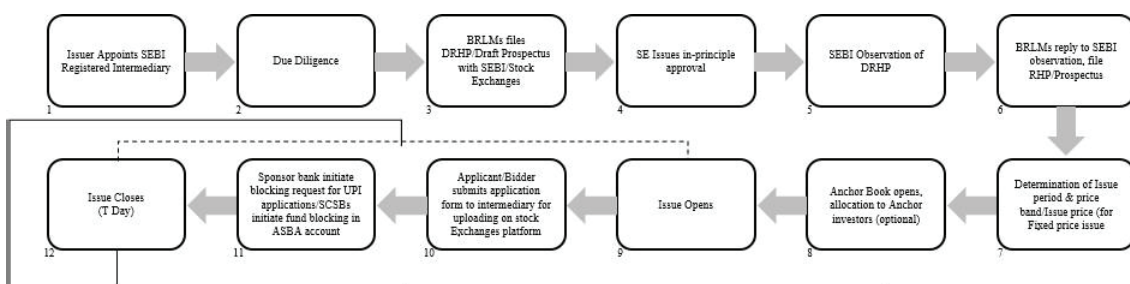 Issuer Appoints SEBI
Registered Intermediary
1
Due Diligence
2
BRLMs files
DRHP/Draft Prospectus
with SEBI/Stock
Exchanges
3
SE Issues in-principle
approval
4
SEBI Observation of
DRHP
5
BRLMs reply to SEBI
observation, file
RHP/Prospectus
6
Determination of Issue
period & price
band/Issue price (for
Fixed price issue
7
Anchor Book opens,
allocation to Anchor
investors (optional)
8
Issue Opens
9
Applicant/Bidder
submits application
form to intermediary for
uploading on stock
Exchanges platform
10
Sponsor bank initiate
blocking request for UPI
applications/SCSBs
initiate fund blocking in
ASBA account
11
Issue Closes
(T Day)
12